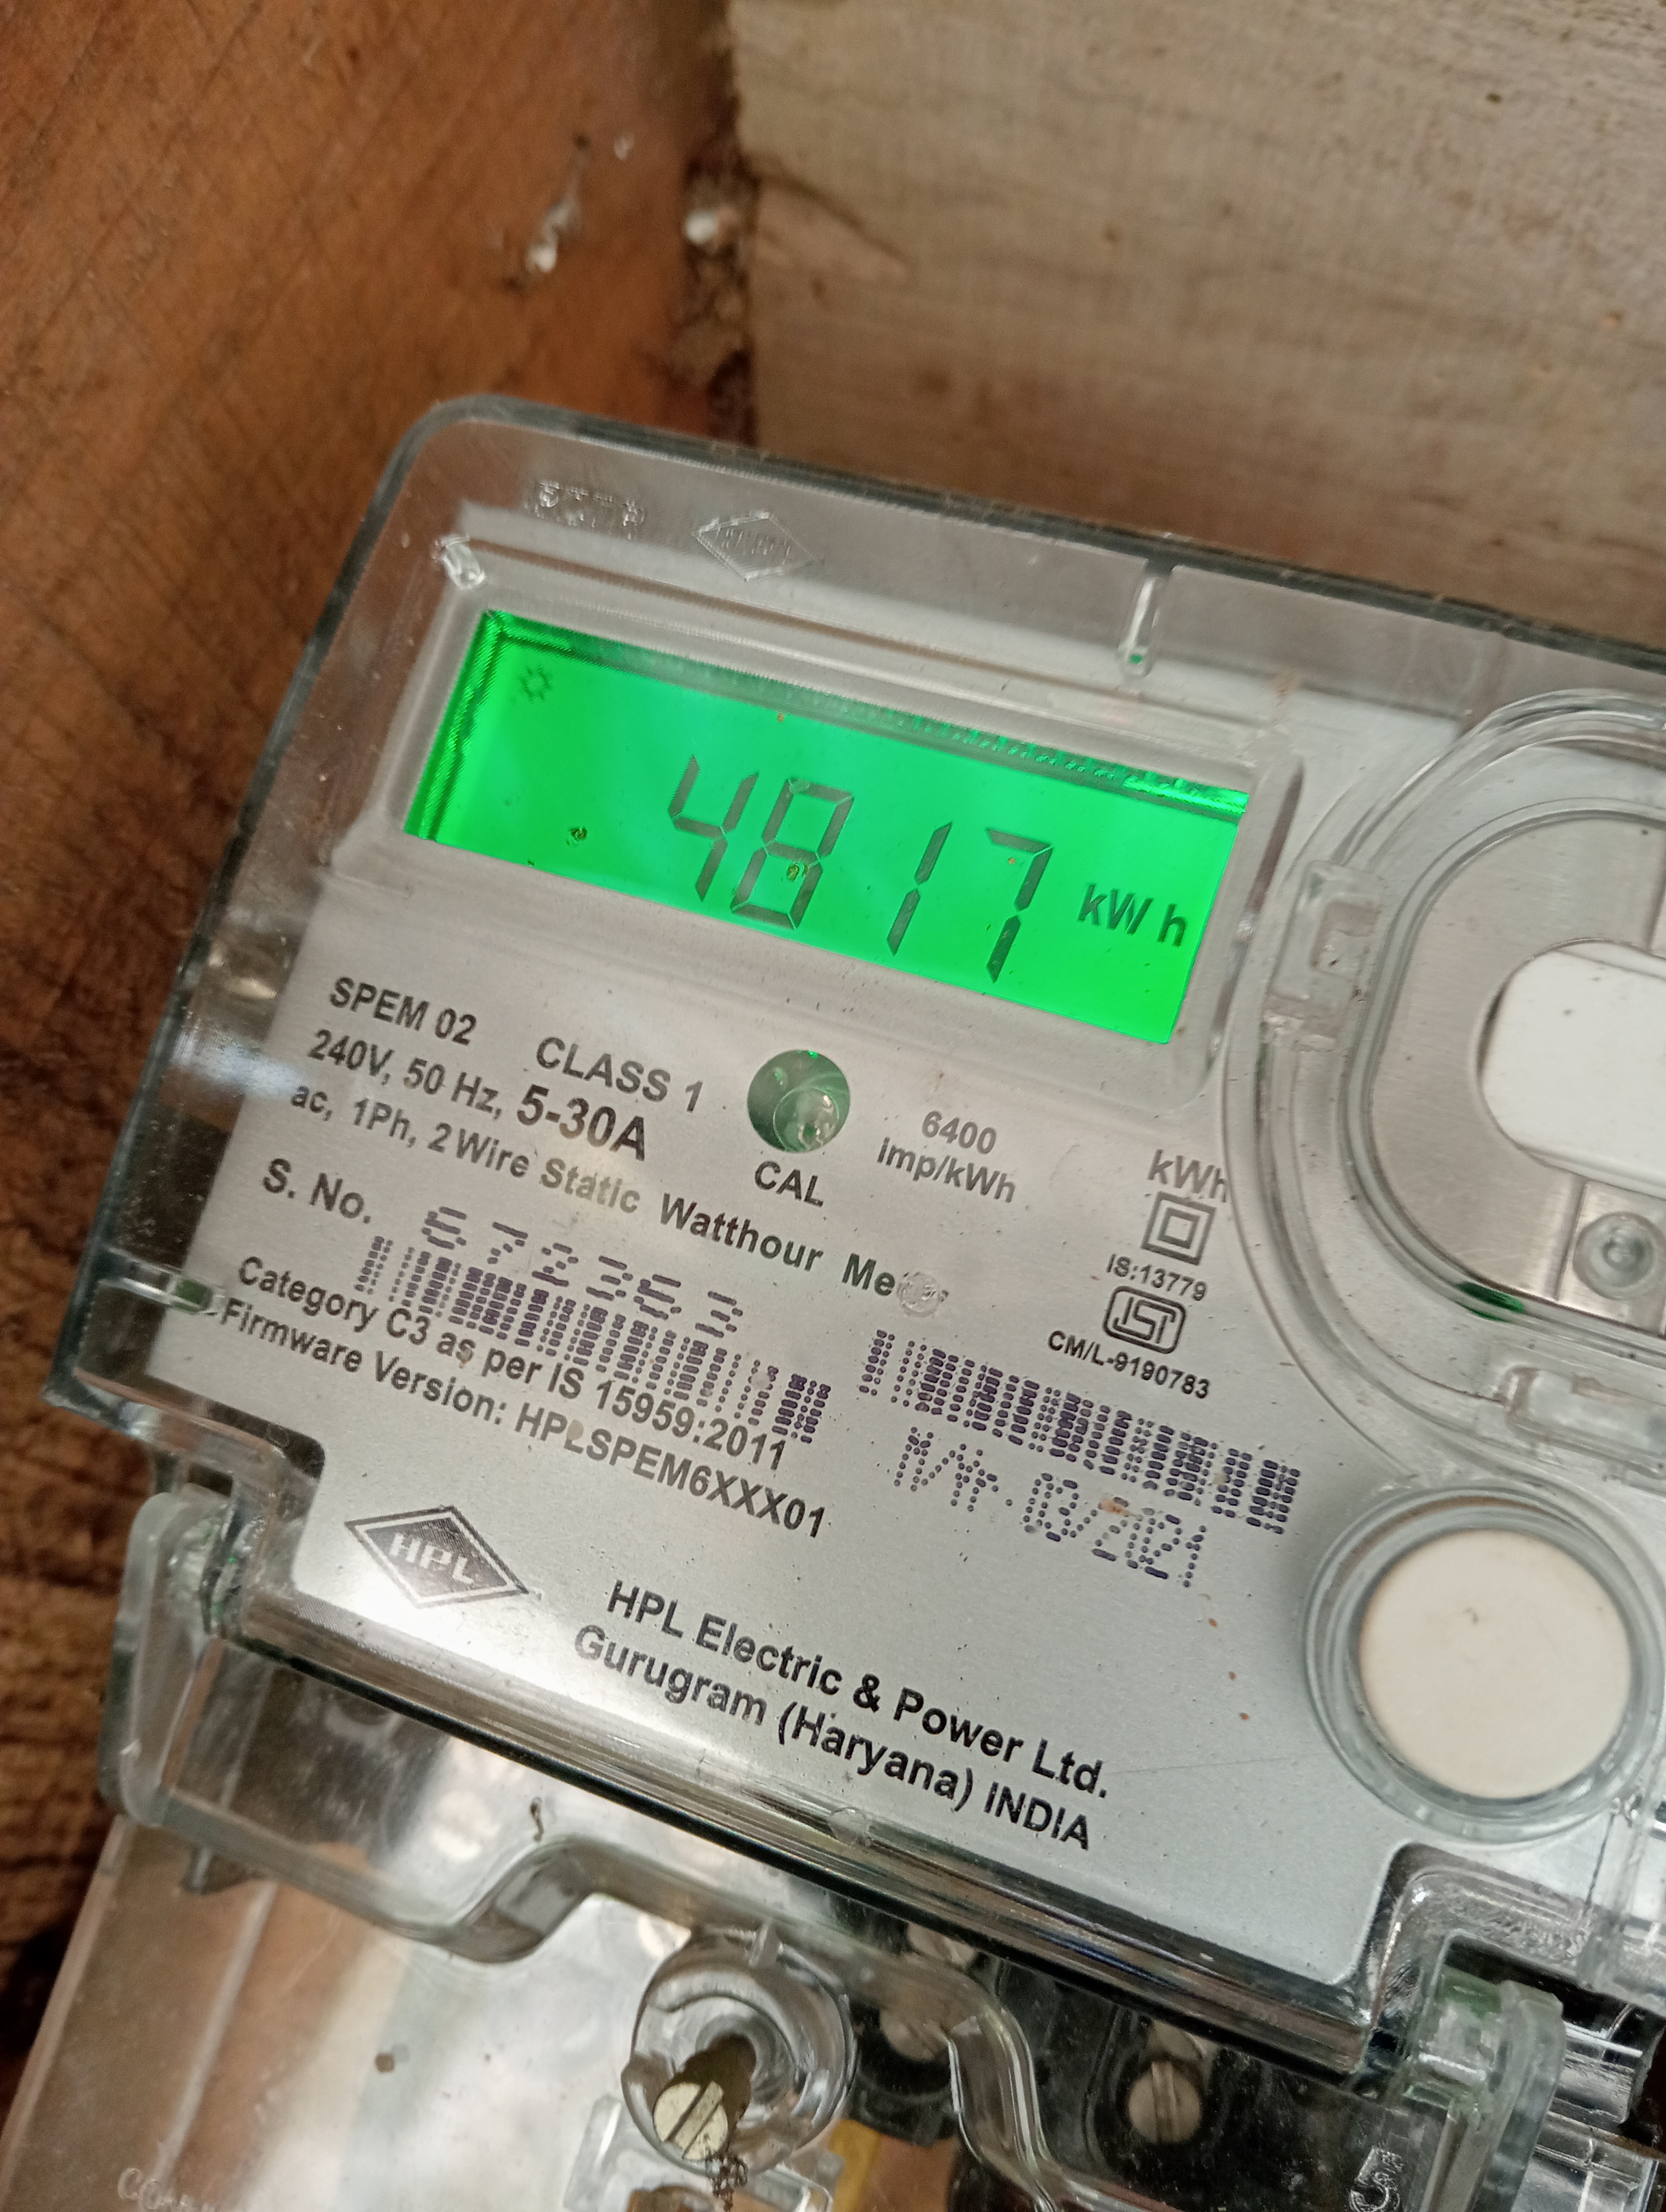 4817 kWh
SPEM 02 CLASS 1
240V, 50 Hz, 5-30A
ac, 1Ph, 2 Wire Static Watthour
CAL
6400
imp/kWh
kWh
IS:13779
CM/L-9190783
S. No.
Category C3 as per IS 15959:2011
Firmware Version: HPLSPEM6XXX01
03/2021
HPL
HPL Electric & Power Ltd.
Gurugram (Haryana) INDIA